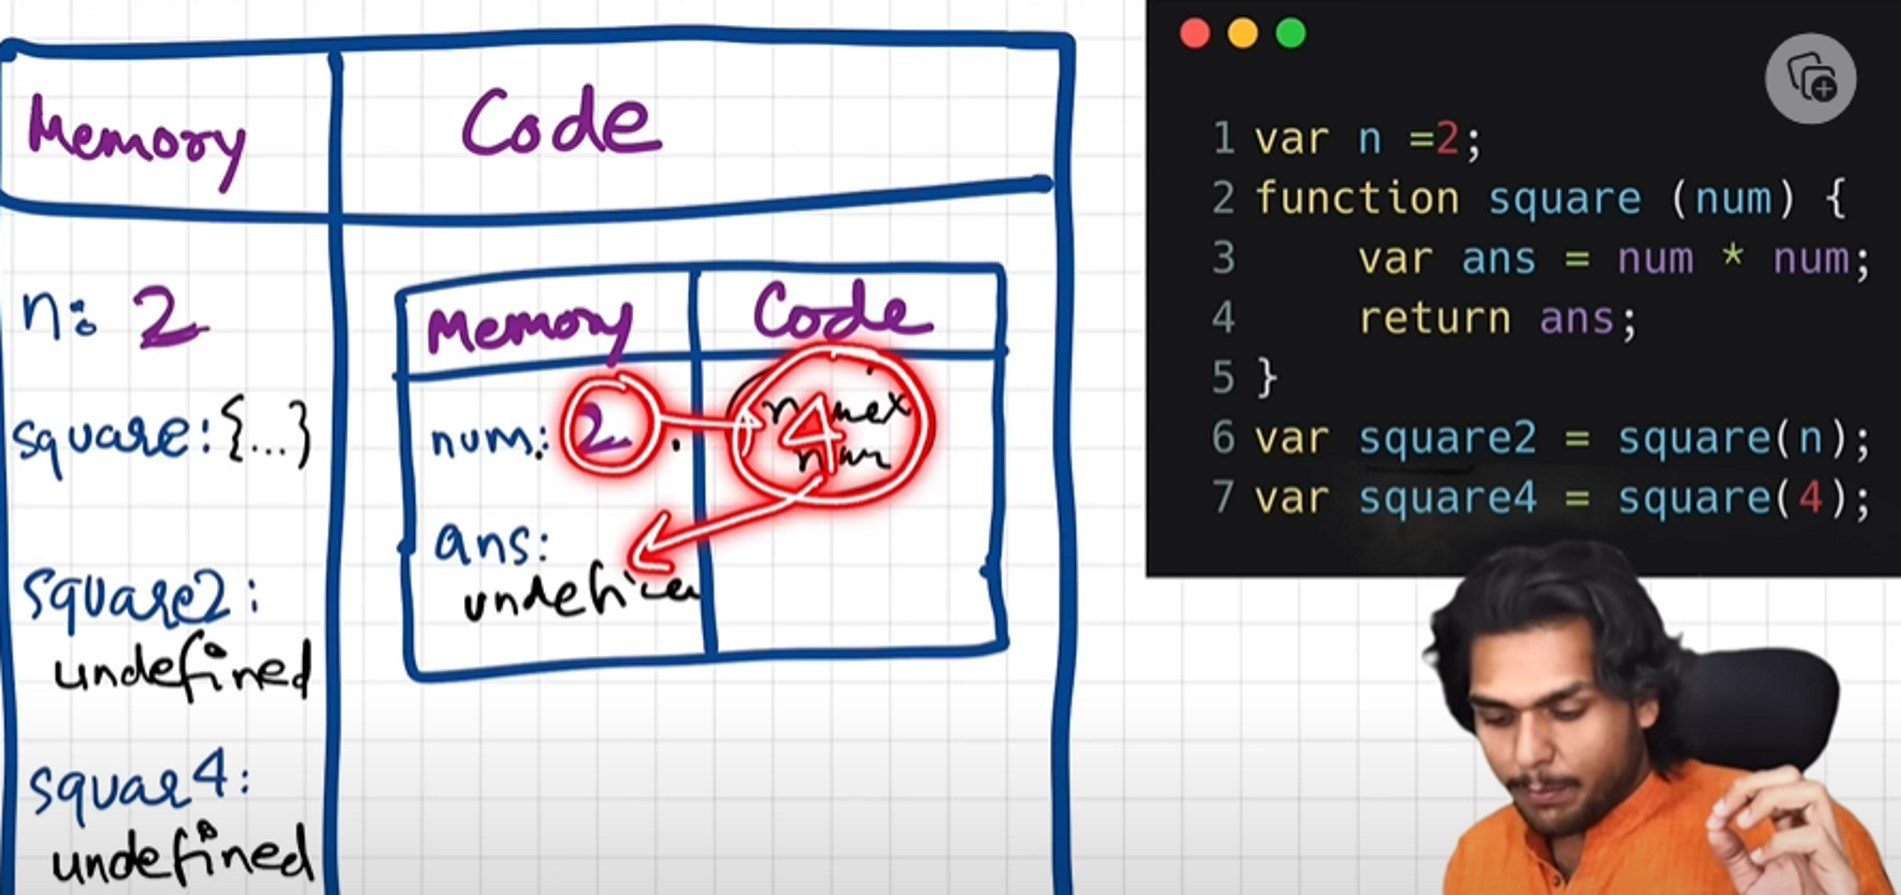 Memory
Code
n: 2
square: {...}
square2:
undefined
squar4:
undefined
Memory
Code
num: 2
4
num
ans:
1 var n =2;
2 function square (num) {
3 var ans = num * num;
4 return ans;
5 }
6 var square2 = square(n);
7 var square4 = square(4);